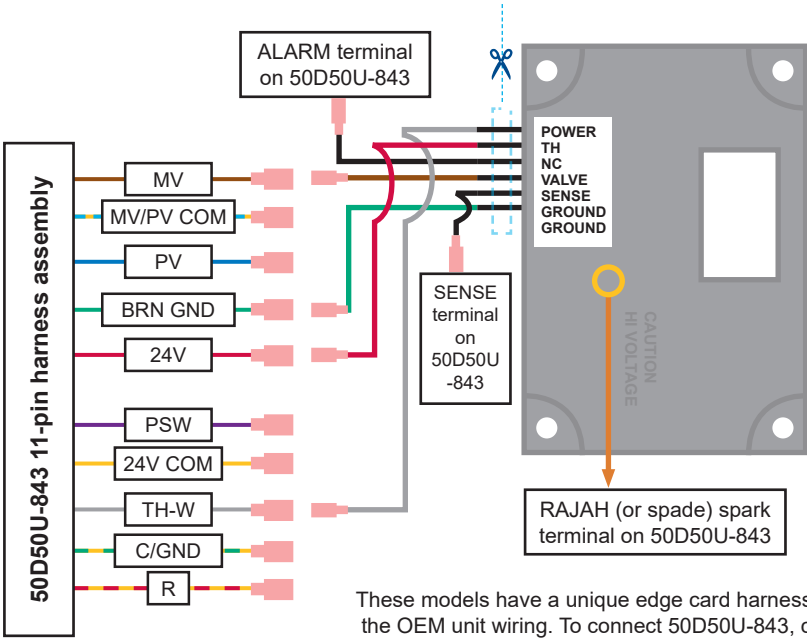 ALARM terminal
on 50D50U-843
POWER
TH
NC
VALVE
SENSE
GROUND
GROUND
50D50U-843 11-pin harness assembly
MV
MV/PV COM
PV
BRN GND
24V
PSW
24V COM
TH-W
C/GND
R
SENSE
terminal
on
50D50U
-843
CAUTION
HI VOLTAGE
RAJAH (or spade) spark
terminal on 50D50U-843
These models have a unique edge card harness
the OEM unit wiring. To connect 50D50U-843,